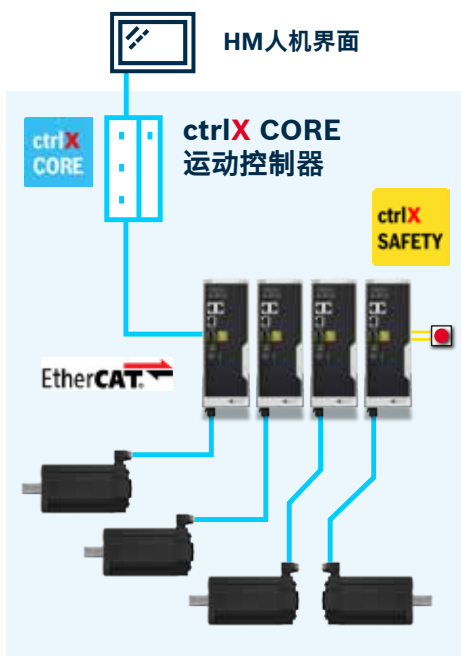 HM人机界面
ctrlX
CORE
ctrlX CORE
运动控制器
ctrlX
SAFETY
EtherCAT.